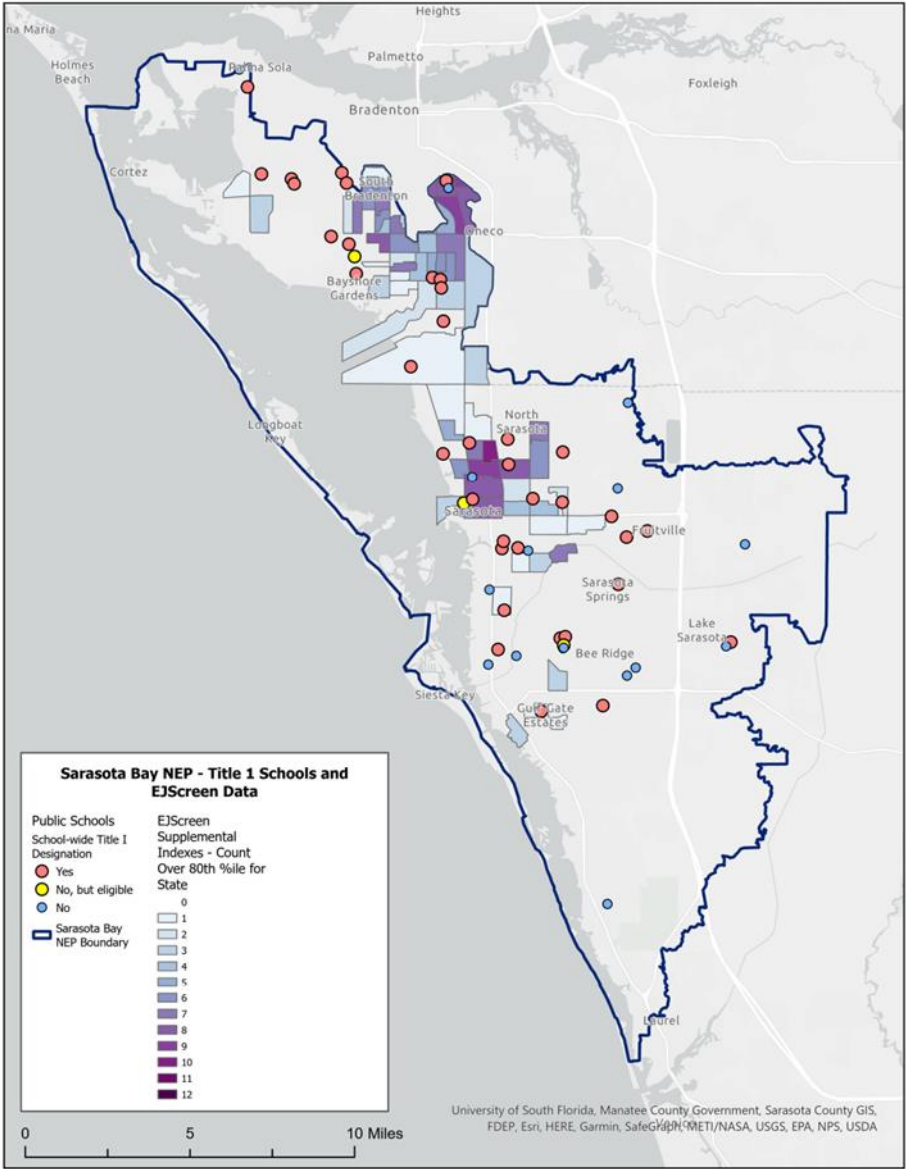 Heights
na Maria
Holmes
Beach
Palma Sola
Palmetto
Foxleigh
Bradenton
Cortez
South
Bradenton
Oneco
Bayshore
Gardens
Longboat
Key
North
Sarasota
Sarasota
Fruitville
Sarasota
Springs
Lake
Sarasota
Bee Ridge
Siesta Key
Gulf Gate
Estates
Laurel
Venice
Sarasota Bay NEP - Title 1 Schools and
EJScreen Data
Public Schools
School-wide Title I
Designation
Yes
No, but eligible
No
Sarasota Bay
NEP Boundary
EJScreen
Supplemental
Indexes - Count
Over 80th %ile for
State
0
1
2
3
4
5
6
7
8
9
10
11
12
University of South Florida, Manatee County Government, Sarasota County GIS,
FDEP, Esri, HERE, Garmin, SafeGraph, METI/NASA, USGS, EPA, NPS, USDA
0 5 10 Miles